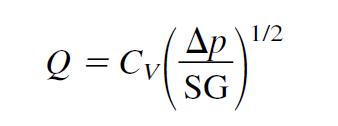 Q = C_V(Δp/SG)^1/2